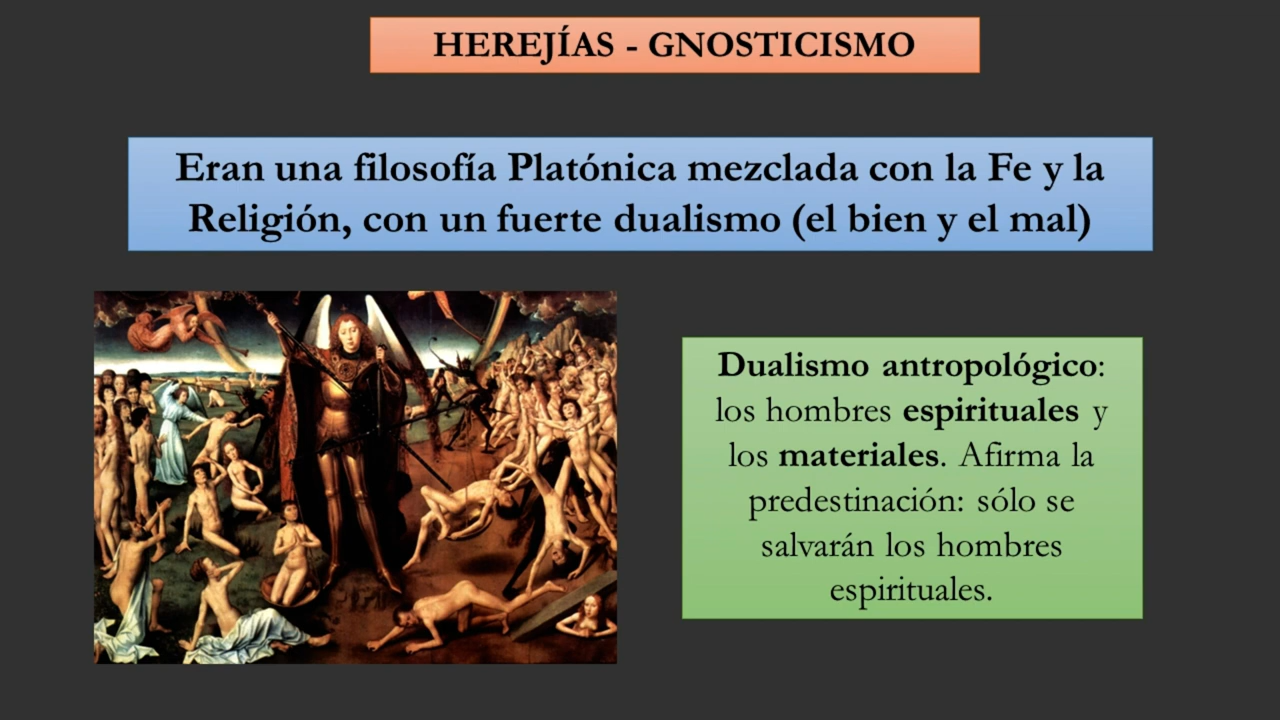 HEREJÍAS - GNOSTICISMO
Eran una filosofía Platónica mezclada con la Fe y la
Religión, con un fuerte dualismo (el bien y el mal)
Dualismo antropológico:
los hombres espirituales y
los materiales. Afirma la
predestinación: sólo se
salvarán los hombres
espirituales.